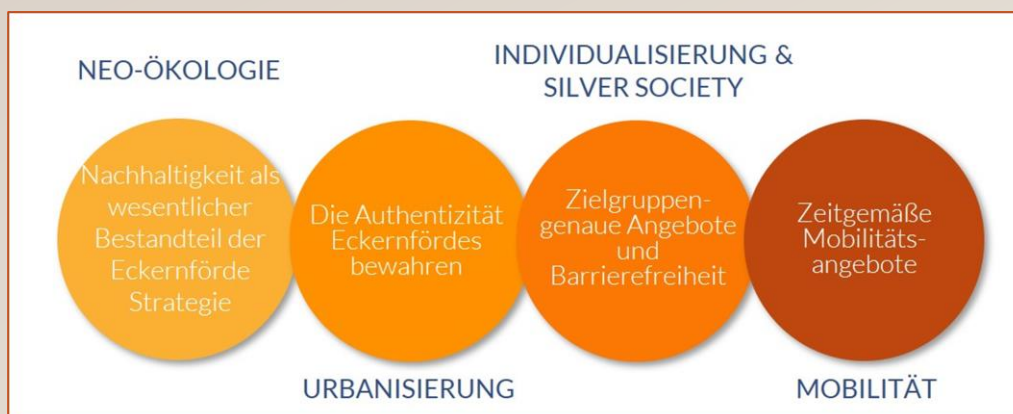 NEO-ÖKOLOGIE
INDIVIDUALISIERUNG &
SILVER SOCIETY
Nachhaltigkeit als
wesentlicher
Bestandteil der
Eckernförde
Strategie
Die Authentizität
Eckernfördes
bewahren
Zielgruppen-
genaue Angebote
und
Barrierefreiheit
Zeitgemäße
Mobilitäts-
angebote
URBANISIERUNG
MOBILITÄT